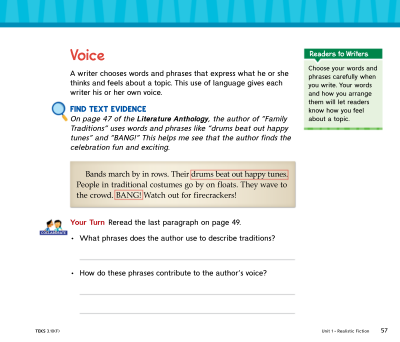 Voice
A writer chooses words and phrases that express what he or she
thinks and feels about a topic. This use of language gives each
writer his or her own voice.
FIND TEXT EVIDENCE
On page 47 of the Literature Anthology, the author of "Family
Traditions" uses words and phrases like "drums beat out happy
tunes" and "BANG!" This helps me see that the author finds the
celebration fun and exciting.
Bands march by in rows. Their drums beat out happy tunes.
People in traditional costumes go by on floats. They wave to
the crowd. BANG! Watch out for firecrackers!
COLLABORATE
Your Turn Reread the last paragraph on page 49.
• What phrases does the author use to describe traditions?
• How do these phrases contribute to the author's voice?
Readers to Writers
Choose your words and
phrases carefully when
you write. Your words
and how you arrange
them will let readers
know how you feel
about a topic.
Unit 1 - Realistic Fiction 57